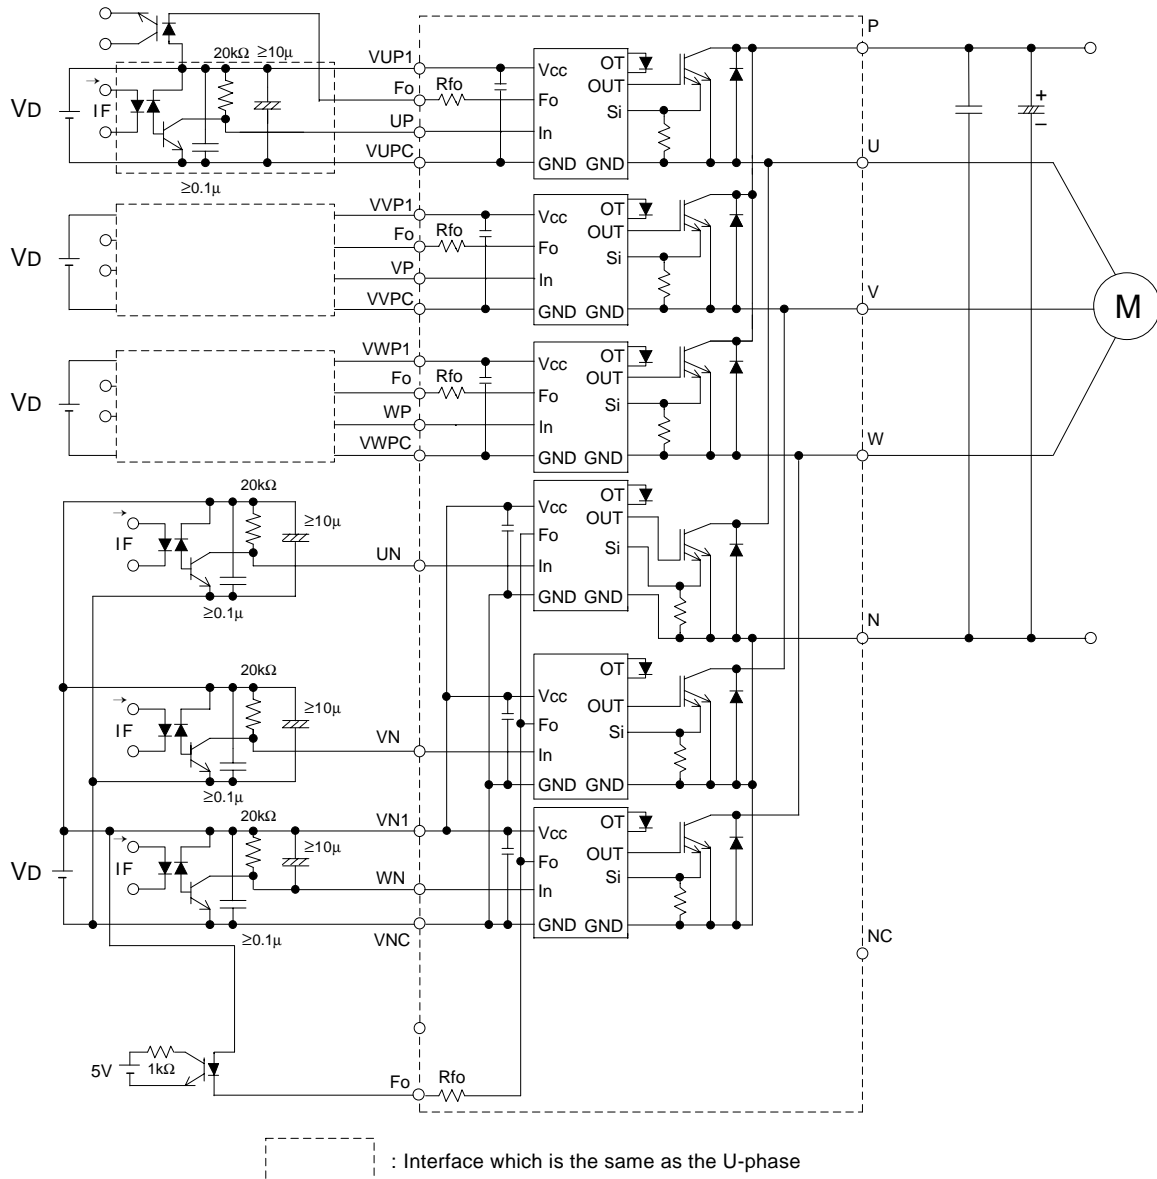 P
20kΩ ≥10μ VUP1
Vcc OT
VD IF Fo Rfo Fo OUT
UP Si +
In −
VUPC GND GND U
≥0.1μ
VVP1 Vcc OT
Fo Rfo Fo OUT
VD Si
VP In
VVPC GND GND V
M
VWP1 Vcc OT
Fo Rfo Fo OUT
VD Si
WP In
VWPC GND GND W
20kΩ OT
≥10μ Vcc OUT
IF Fo Si
UN In
≥0.1μ GND GND N
20kΩ OT
≥10μ Vcc
IF Fo OUT
VN Si
In
≥0.1μ GND GND
20kΩ VN1 OT
≥10μ Vcc
IF Fo OUT
VD WN Si
In
≥0.1μ VNC GND GND
NC
5V 1kΩ
Fo Rfo
: Interface which is the same as the U-phase